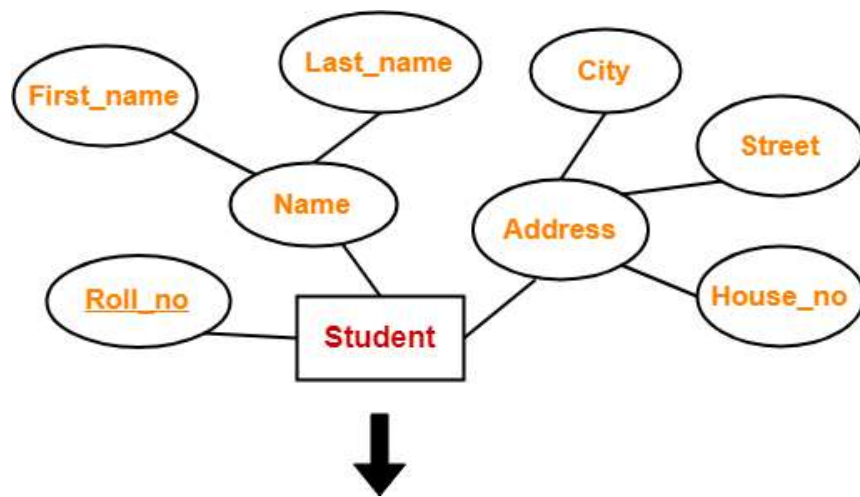 Last_name
City
First_name
Street
Name
Address
Roll_no
House_no
Student